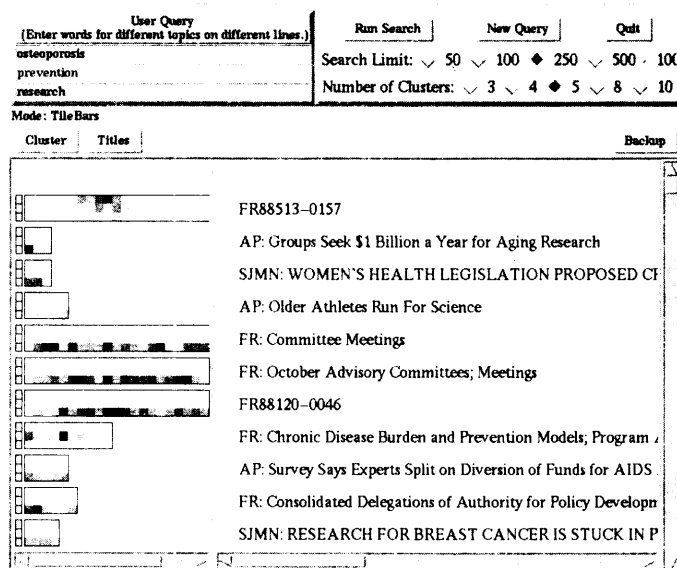 User Query
(Enter words for different topics on different lines.)
osteoporosis
prevention
research
Run Search New Query Quit
Search Limit: 50 100 250 500 100
Number of Clusters: 3 4 5 8 10
Mode: TileBars
Cluster Titles Backup
FR88513-0157
AP: Groups Seek $1 Billion a Year for Aging Research
SJMN: WOMEN'S HEALTH LEGISLATION PROPOSED
AP: Older Athletes Run For Science
FR: Committee Meetings
FR: October Advisory Committees; Meetings
FR88120-0046
FR: Chronic Disease Burden and Prevention Models; Program
AP: Survey Says Experts Split on Diversion of Funds for AIDS
FR: Consolidated Delegations of Authority for Policy
SJMN: RESEARCH FOR BREAST CANCER IS STUCK IN